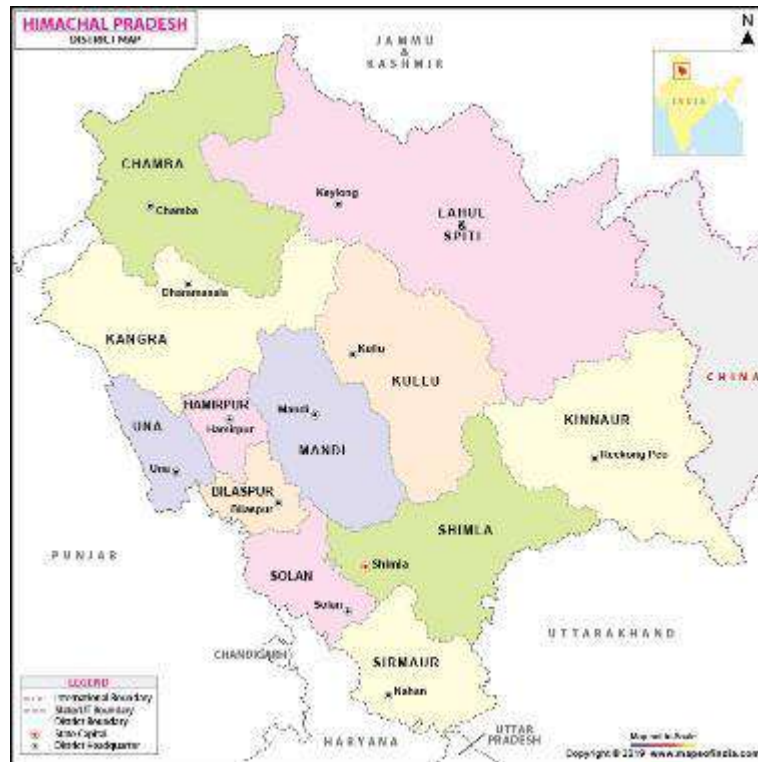 HIMACHAL PRADESH
DISTRICT MAP
JAMMU
&
KASHMIR
N
INDIA
CHAMBA
Chamba
Keylong
LAHUL
&
SPITI
Dharamasala
KANGRA
Kullu
KULLU
CHINA
HAMIRPUR
Hamirpur
UNA
Una
Mandi
MANDI
KINNAUR
Reckong Peo
BILASPUR
Bilaspur
SHIMLA
Shimla
PUNJAB
SOLAN
Solan
UTTARAKHAND
CHANDIGARH
SIRMAUR
Nahan
LEGEND
International Boundary
State/UT Boundary
District Boundary
State Capital
District Headquarter
HARYANA
UTTAR
PRADESH
Map not to Scale
Copyright © 2019 www.mapsofindia.com